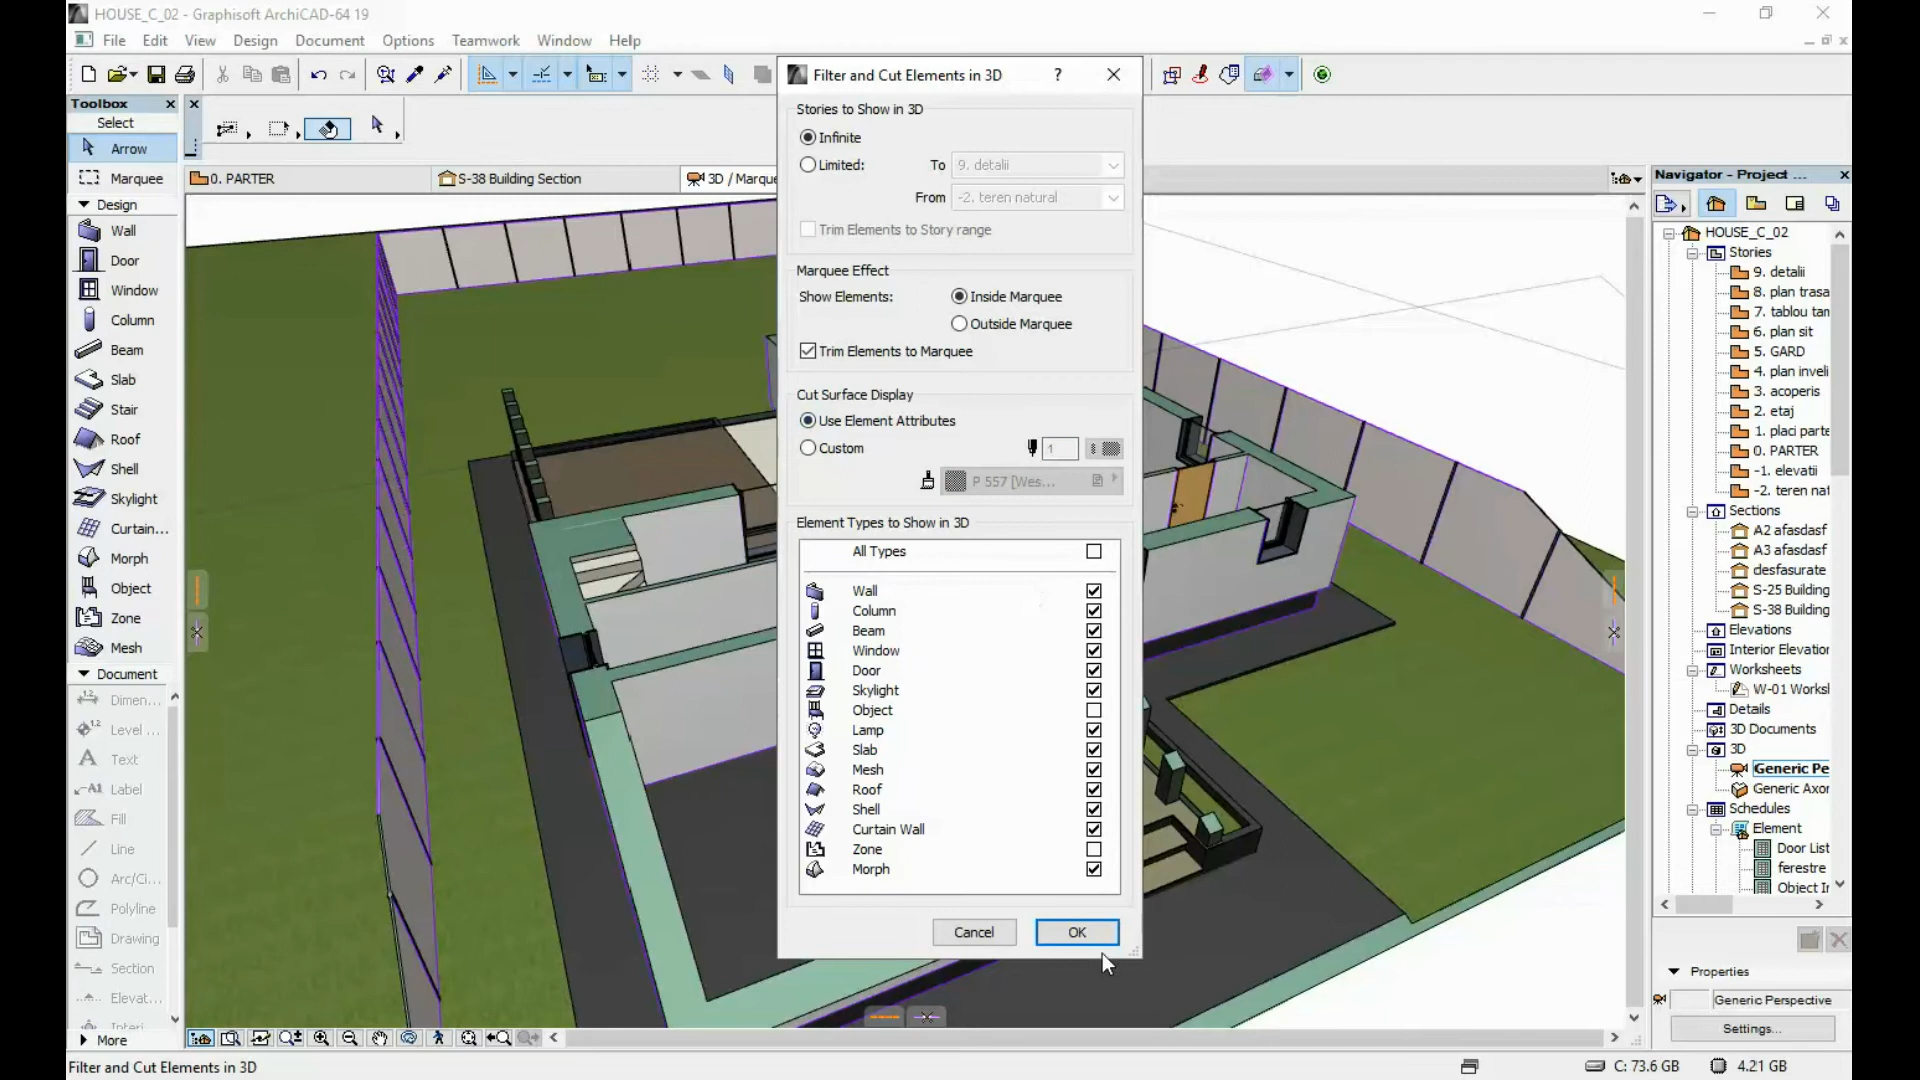 HOUSE_C_02 - Graphisoft ArchiCAD-64 19
File Edit View Design Document Options Teamwork Window Help
Toolbox
Select
Arrow
Marquee
Design
Wall
Door
Window
Column
Beam
Slab
Stair
Roof
Shell
Skylight
Curtain...
Morph
Object
Zone
Mesh
Document
Dimen...
Level ...
Text
Label
Fill
Line
Arc/Ci...
Polyline
Drawing
Section
Elevat...
Interi
More
0. PARTER
S-38 Building Section
3D / Marque
Filter and Cut Elements in 3D
Stories to Show in 3D
Infinite
Limited:
To
9. detalii
From
-2. teren natural
Trim Elements to Story range
Marquee Effect
Show Elements:
Inside Marquee
Outside Marquee
Trim Elements to Marquee
Cut Surface Display
Use Element Attributes
Custom
1
P 557 [Wes...
Element Types to Show in 3D
All Types
Wall
Column
Beam
Window
Door
Skylight
Object
Lamp
Slab
Mesh
Roof
Shell
Curtain Wall
Zone
Morph
Cancel
OK
Navigator - Project ...
HOUSE_C_02
Stories
9. detalii
8. plan trasa
7. tablou tan
6. plan sit
5. GARD
4. plan inveli
3. acoperis
2. etaj
1. placi parte
0. PARTER
-1. elevatii
-2. teren nat
Sections
A2 afasdasf
A3 afasdasf
desfasurate
S-25 Building
S-38 Building
Elevations
Interior Elevation
Worksheets
W-01 Worksl
Details
3D Documents
3D
Generic Pe
Generic Axor
Schedules
Element
Door List
ferestre
Object Ir
Properties
Generic Perspective
Settings...
Filter and Cut Elements in 3D
C: 73.6 GB
4.21 GB